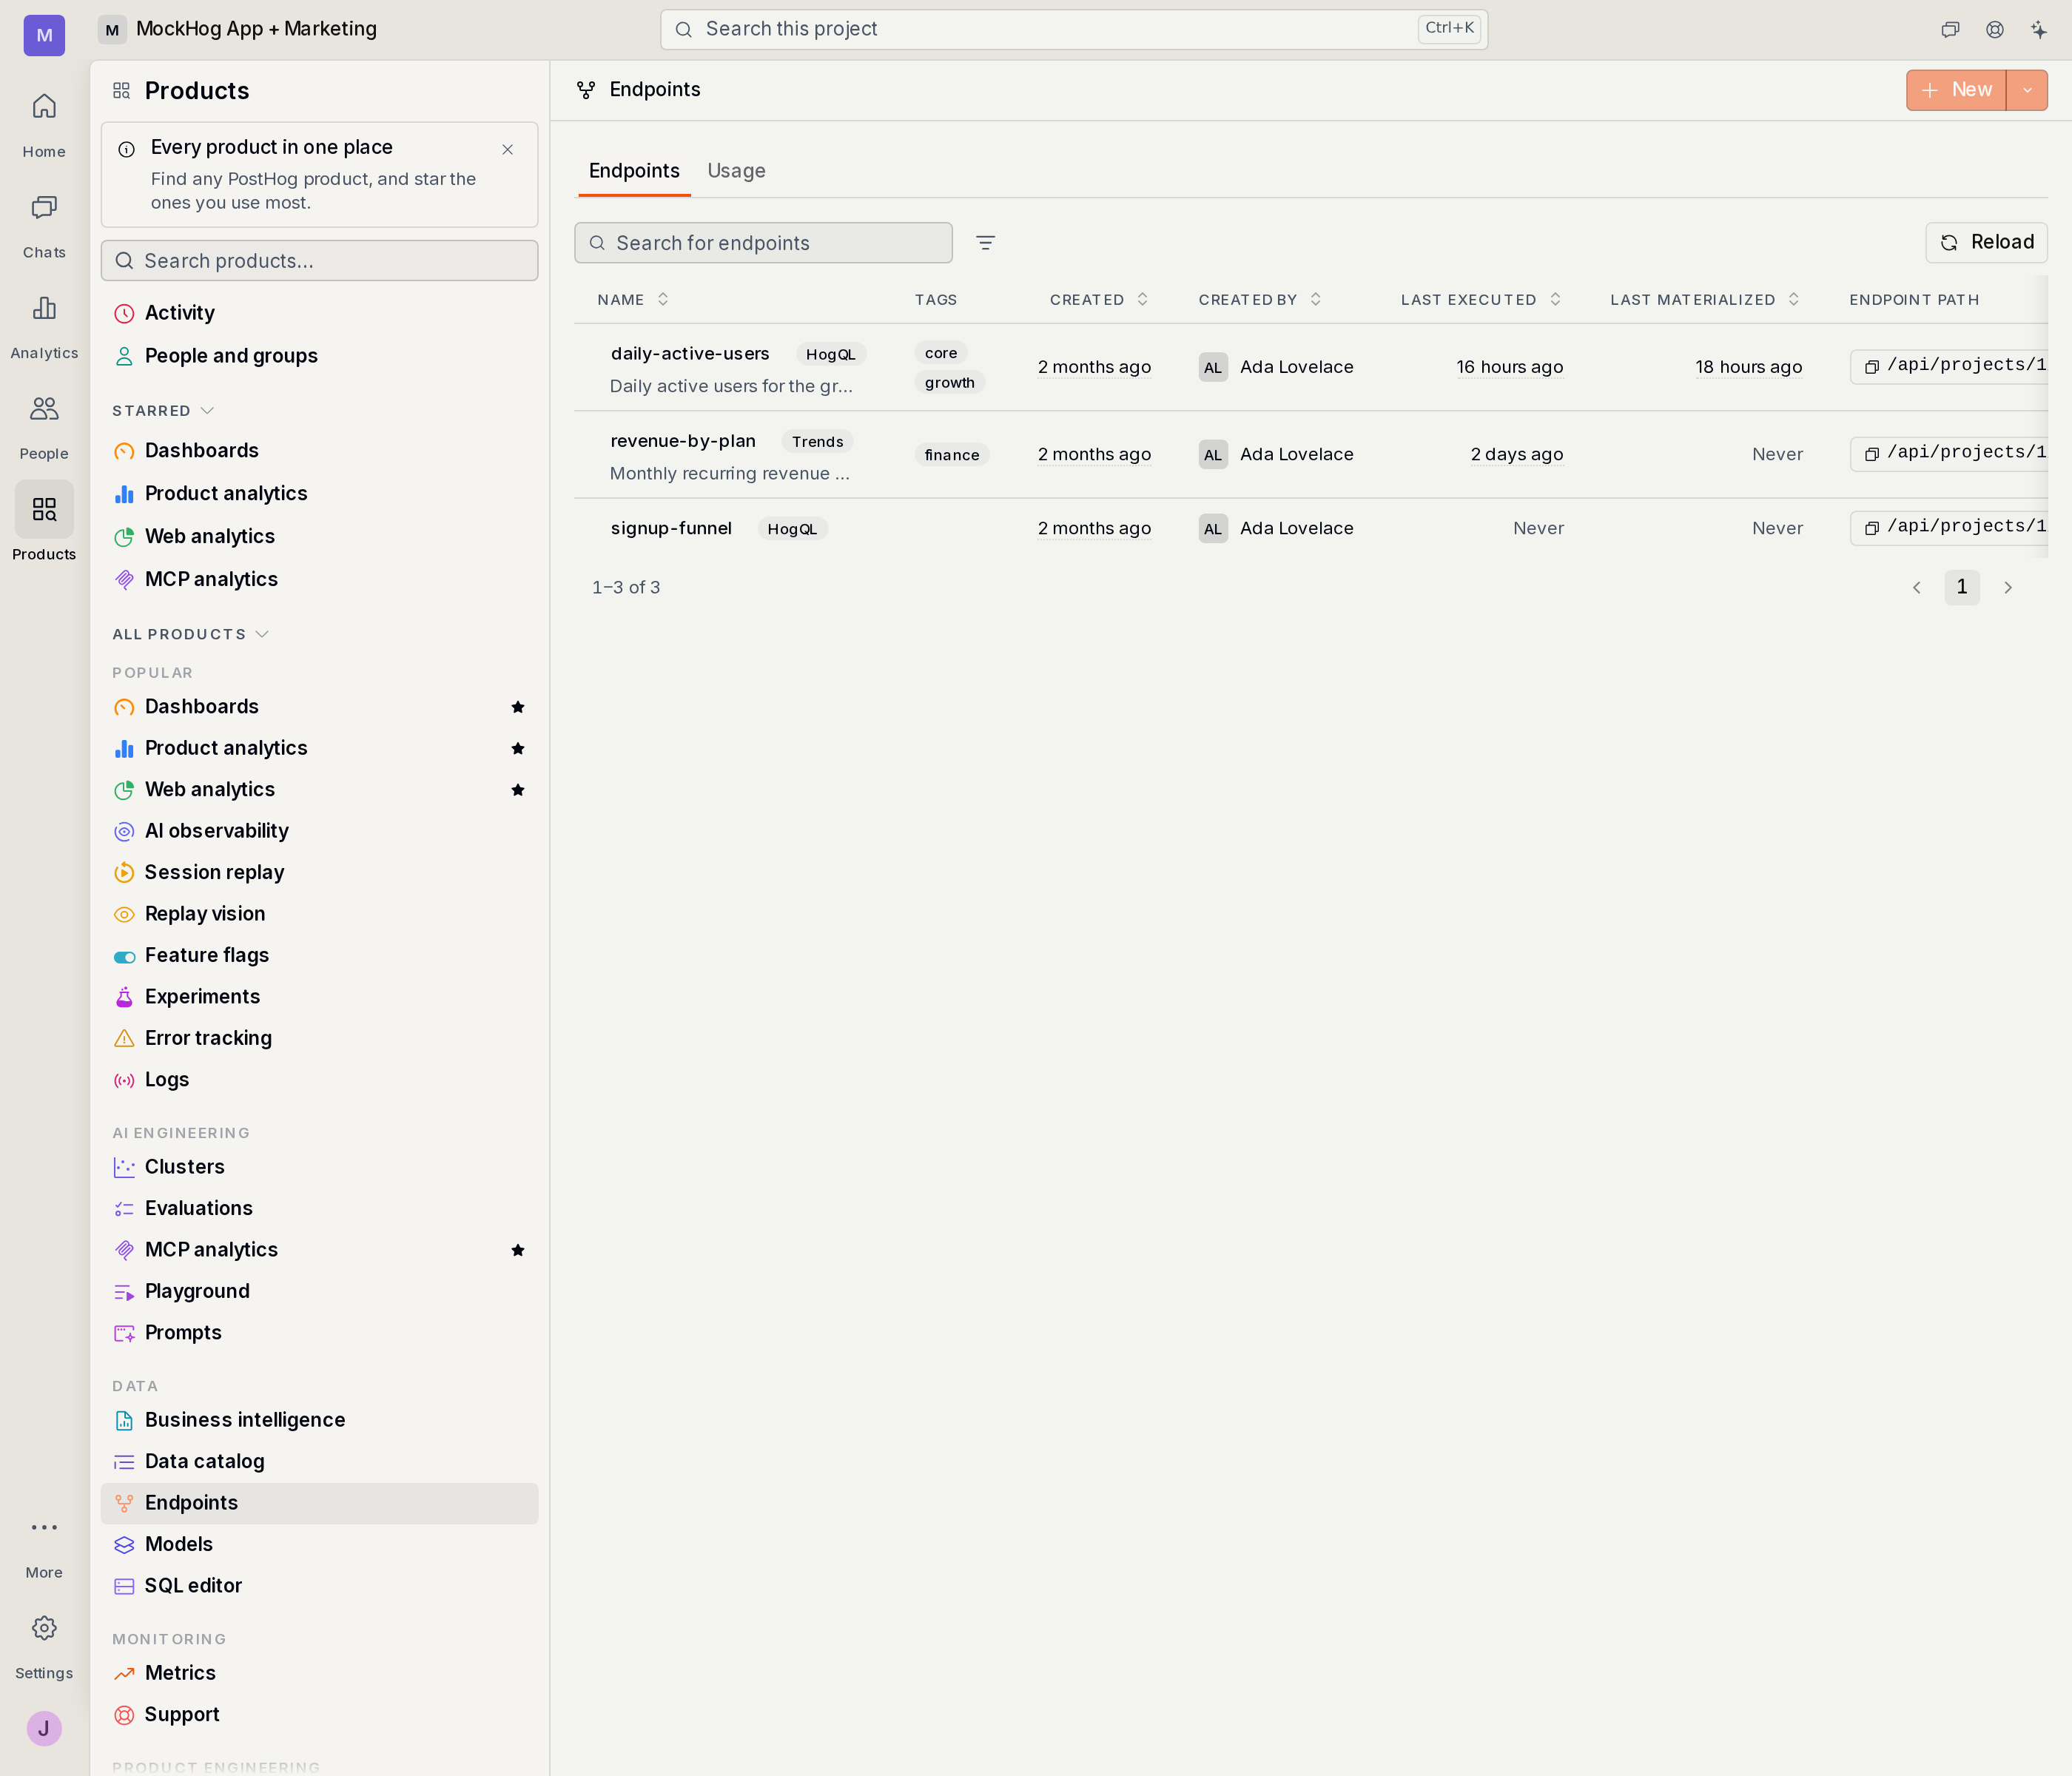 M
M MockHog App + Marketing
Search this project
Ctrl+K
Home
Chats
Analytics
People
Products
More
Settings
J
Products
Every product in one place
Find any PostHog product, and star the
ones you use most.
Search products...
Activity
People and groups
STARRED
Dashboards
Product analytics
Web analytics
MCP analytics
ALL PRODUCTS
POPULAR
Dashboards
Product analytics
Web analytics
AI observability
Session replay
Replay vision
Feature flags
Experiments
Error tracking
Logs
AI ENGINEERING
Clusters
Evaluations
MCP analytics
Playground
Prompts
DATA
Business intelligence
Data catalog
Endpoints
Models
SQL editor
MONITORING
Metrics
Support
PRODUCT ENGINEERING
Endpoints
New
Endpoints Usage
Search for endpoints
Reload
NAME TAGS CREATED CREATED BY LAST EXECUTED LAST MATERIALIZED ENDPOINT PATH
daily-active-users HogQL
Daily active users for the gr...
core
growth
2 months ago AL Ada Lovelace 16 hours ago 18 hours ago /api/projects/1
revenue-by-plan Trends
Monthly recurring revenue ...
finance
2 months ago AL Ada Lovelace 2 days ago Never /api/projects/1
signup-funnel HogQL
2 months ago AL Ada Lovelace Never Never /api/projects/1
1–3 of 3
1